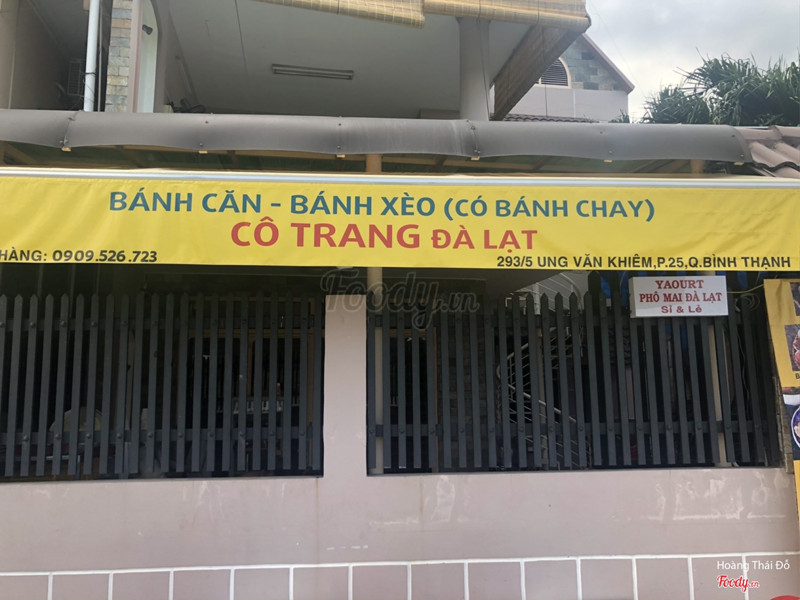 BÁNH CĂN - BÁNH XÈO (CÓ BÁNH CHAY)
CÔ TRANG ĐÀ LẠT
HÀNG: 0909.526.723
293/5 UNG VĂN KHIÊM,P.25,Q.BÌNH THẠNH
YAOURT
PHÔ MAI ĐÀ LẠT
Sỉ & Lẻ
Foody.vn
Hoàng Thái Đỗ
Foody.vn